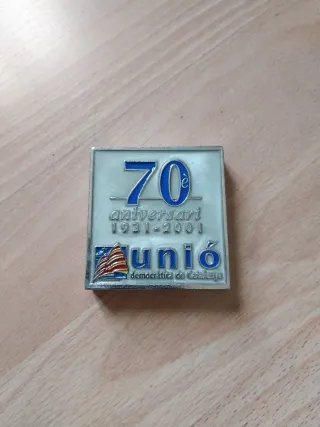 70è
aniversari
1931-2001
unió
democràtica de Catalunya